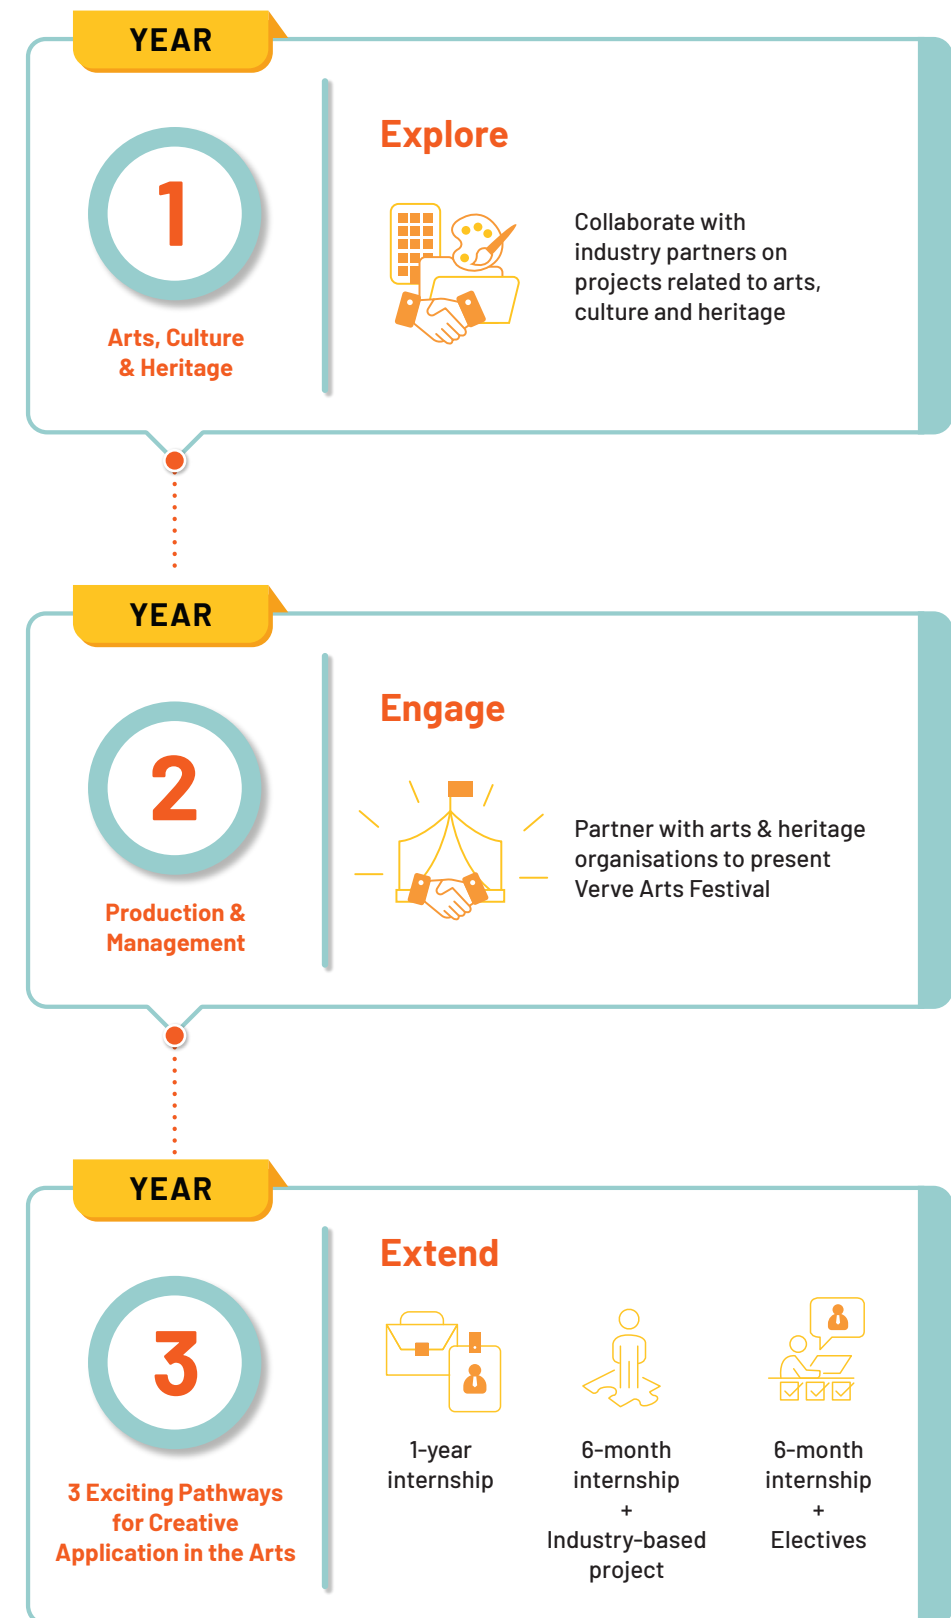 YEAR
1
Arts, Culture
& Heritage
Explore
Collaborate with
industry partners on
projects related to arts,
culture and heritage
YEAR
2
Production &
Management
Engage
Partner with arts & heritage
organisations to present
Verve Arts Festival
YEAR
3
3 Exciting Pathways
for Creative
Application in the Arts
Extend
1-year
internship
6-month
internship
+
Industry-based
project
6-month
internship
+
Electives